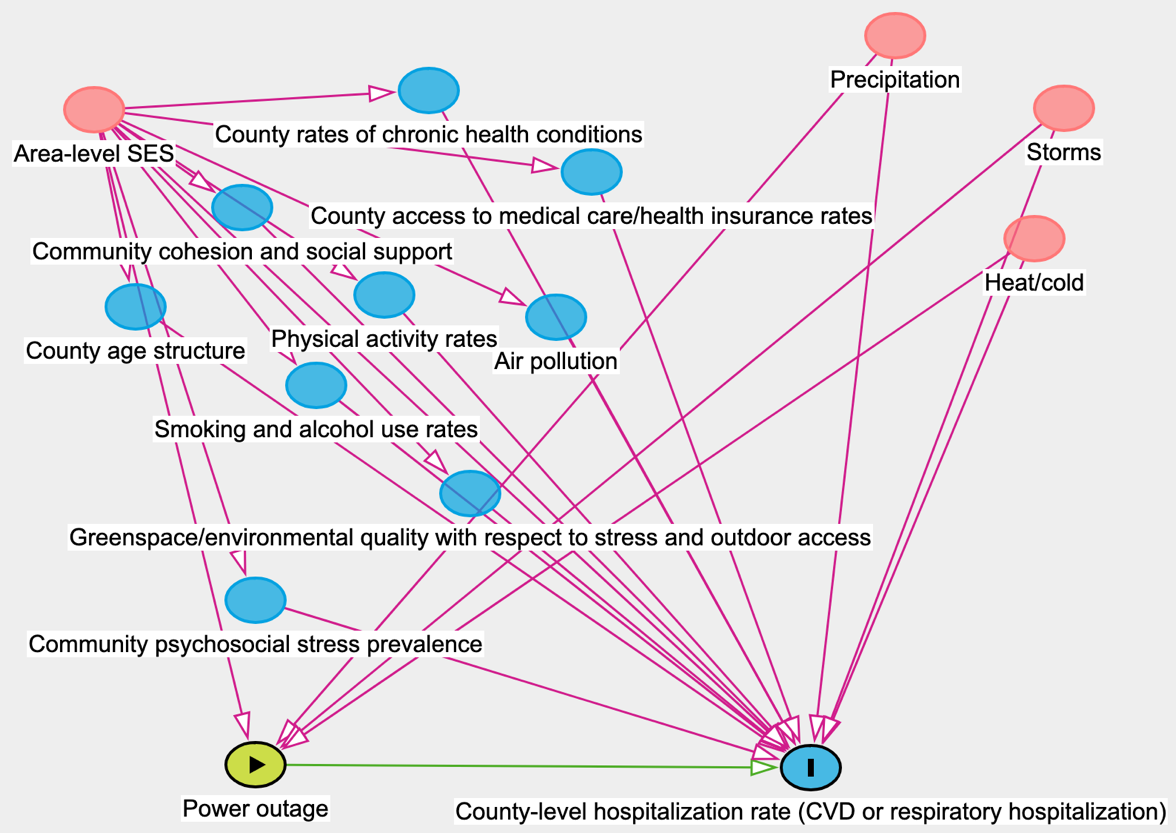 Precipitation
County rates of chronic health conditions
Area-level SES
Storms
County access to medical care/health insurance rates
Community cohesion and social support
Heat/cold
Physical activity rates
County age structure
Air pollution
Smoking and alcohol use rates
Greenspace/environmental quality with respect to stress and outdoor access
Community psychosocial stress prevalence
Power outage
County-level hospitalization rate (CVD or respiratory hospitalization)